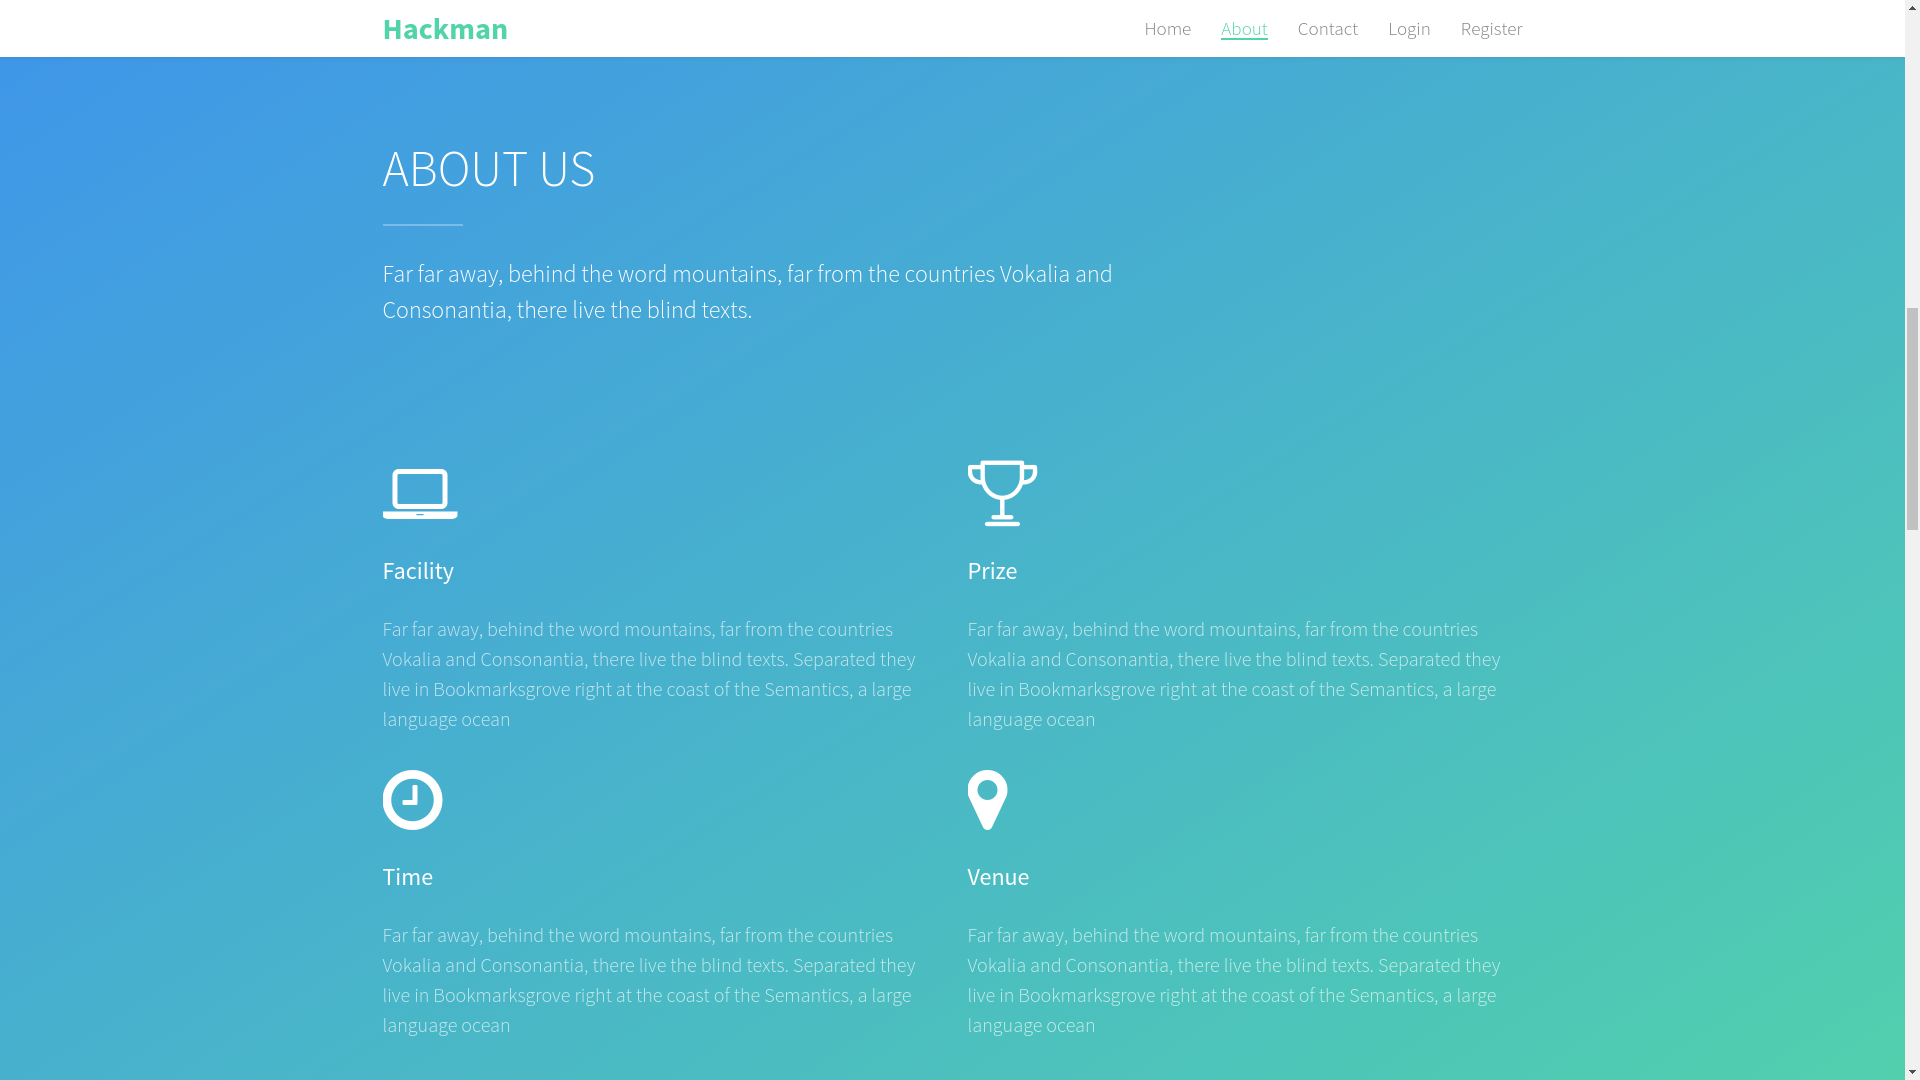 Hackman
Home About Contact Login Register
ABOUT US
Far far away, behind the word mountains, far from the countries Vokalia and
Consonantia, there live the blind texts.
Facility
Far far away, behind the word mountains, far from the countries
Vokalia and Consonantia, there live the blind texts. Separated they
live in Bookmarksgrove right at the coast of the Semantics, a large
language ocean
Prize
Far far away, behind the word mountains, far from the countries
Vokalia and Consonantia, there live the blind texts. Separated they
live in Bookmarksgrove right at the coast of the Semantics, a large
language ocean
Time
Far far away, behind the word mountains, far from the countries
Vokalia and Consonantia, there live the blind texts. Separated they
live in Bookmarksgrove right at the coast of the Semantics, a large
language ocean
Venue
Far far away, behind the word mountains, far from the countries
Vokalia and Consonantia, there live the blind texts. Separated they
live in Bookmarksgrove right at the coast of the Semantics, a large
language ocean